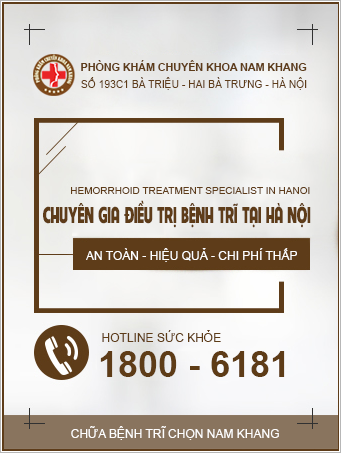 PHÒNG KHÁM CHUYÊN KHOA NAM KHANG
SỐ 193C1 BÀ TRIỆU - HAI BÀ TRƯNG - HÀ NỘI
HEMORRHOID TREATMENT SPECIALIST IN HANOI
CHUYÊN GIA ĐIỀU TRỊ BỆNH TRĨ TẠI HÀ NỘI
AN TOÀN - HIỆU QUẢ - CHI PHÍ THẤP
HOTLINE SỨC KHỎE
1800 - 6181
CHỮA BỆNH TRĨ CHỌN NAM KHANG